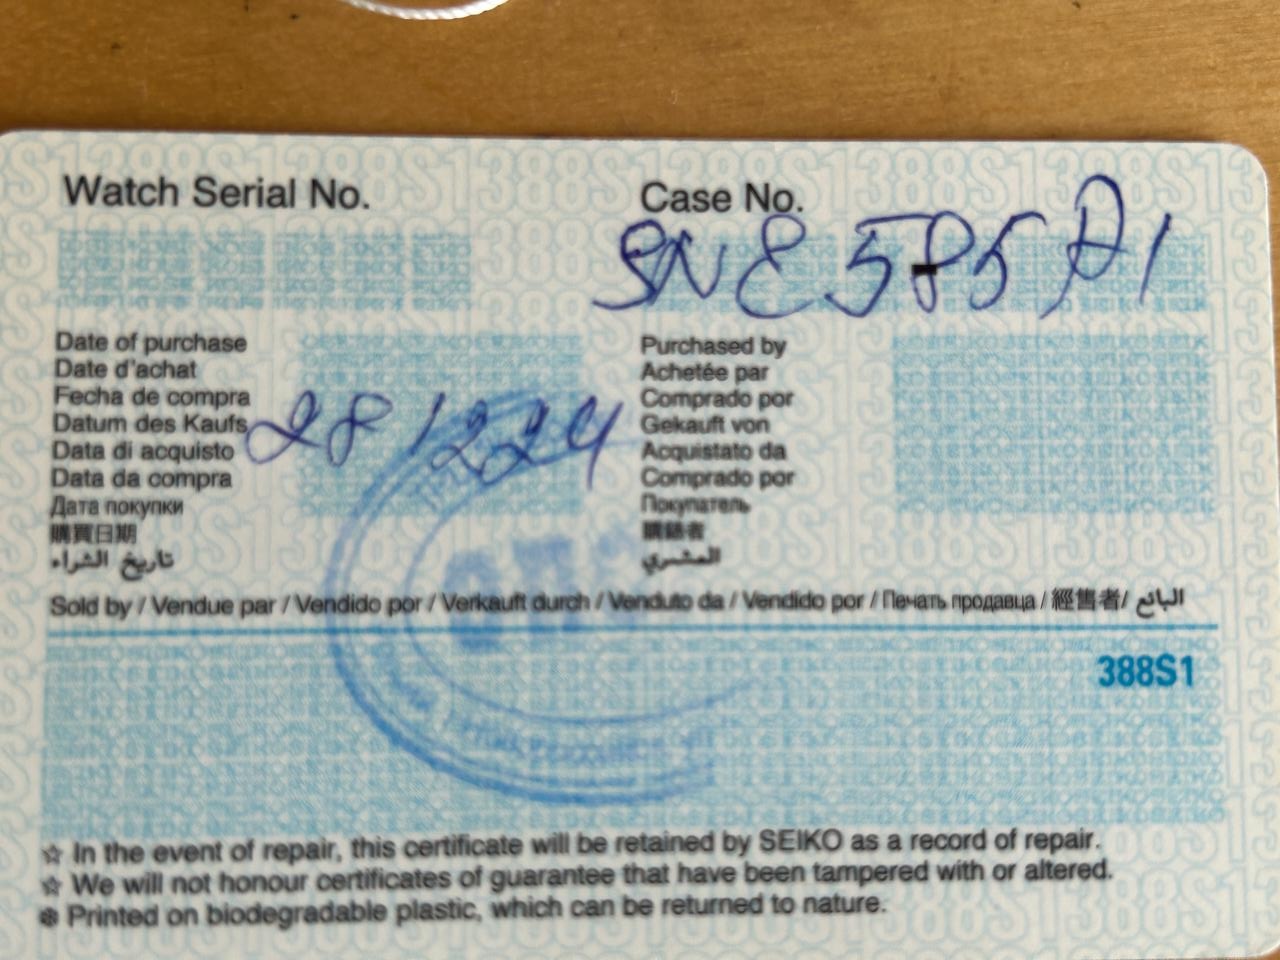 Watch Serial No.
Case No.
SNE585P1
Date of purchase
Date d'achat
Fecha de compra
Datum des Kaufs
Data di acquisto
Data da compra
Дата покупки
購買日期
تاريخ الشراء
28 12 24
Purchased by
Achetée par
Comprado por
Gekauft von
Acquistato da
Comprado por
Покупатель
購錶者
المشتري
Sold by / Vendue par / Vendido por / Verkauft durch / Venduto da / Vendido por / Печать продавца / 經售者/ البائع
388S1
☆ In the event of repair, this certificate will be retained by SEIKO as a record of repair.
☆ We will not honour certificates of guarantee that have been tampered with or altered.
❄ Printed on biodegradable plastic, which can be returned to nature.